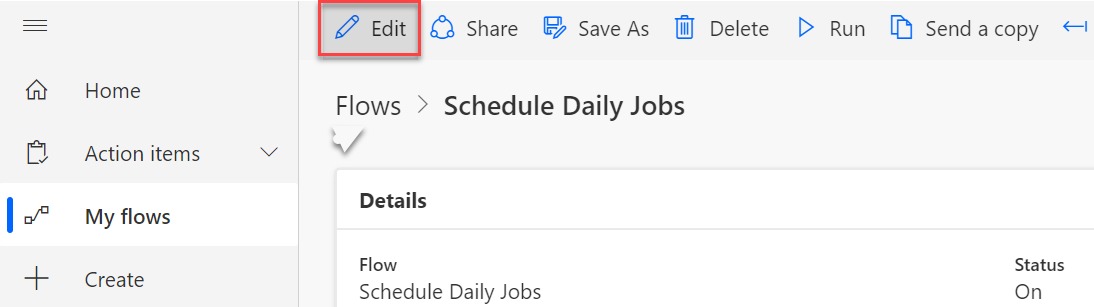 Edit Share Save As Delete Run Send a copy
Home
Action items
My flows
Create
Flows > Schedule Daily Jobs
Details
Flow
Schedule Daily Jobs
Status
On